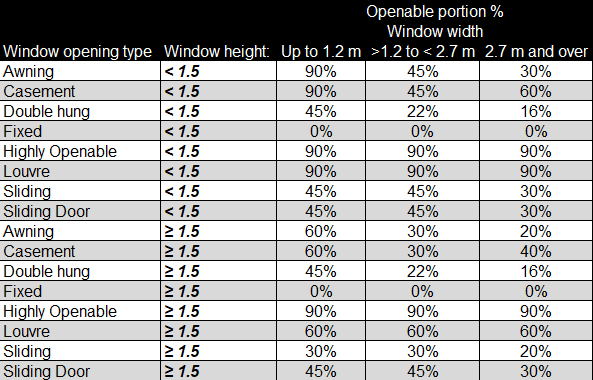 Openable portion %
Window width
Window opening type Window height: Up to 1.2 m >1.2 to < 2.7 m 2.7 m and over
Awning < 1.5 90% 45% 30%
Casement < 1.5 90% 45% 60%
Double hung < 1.5 45% 22% 16%
Fixed < 1.5 0% 0% 0%
Highly Openable < 1.5 90% 90% 90%
Louvre < 1.5 90% 90% 90%
Sliding < 1.5 45% 45% 30%
Sliding Door < 1.5 45% 45% 30%
Awning ≥ 1.5 60% 30% 20%
Casement ≥ 1.5 60% 30% 40%
Double hung ≥ 1.5 45% 22% 16%
Fixed ≥ 1.5 0% 0% 0%
Highly Openable ≥ 1.5 90% 90% 90%
Louvre ≥ 1.5 60% 60% 60%
Sliding ≥ 1.5 30% 30% 20%
Sliding Door ≥ 1.5 45% 45% 30%